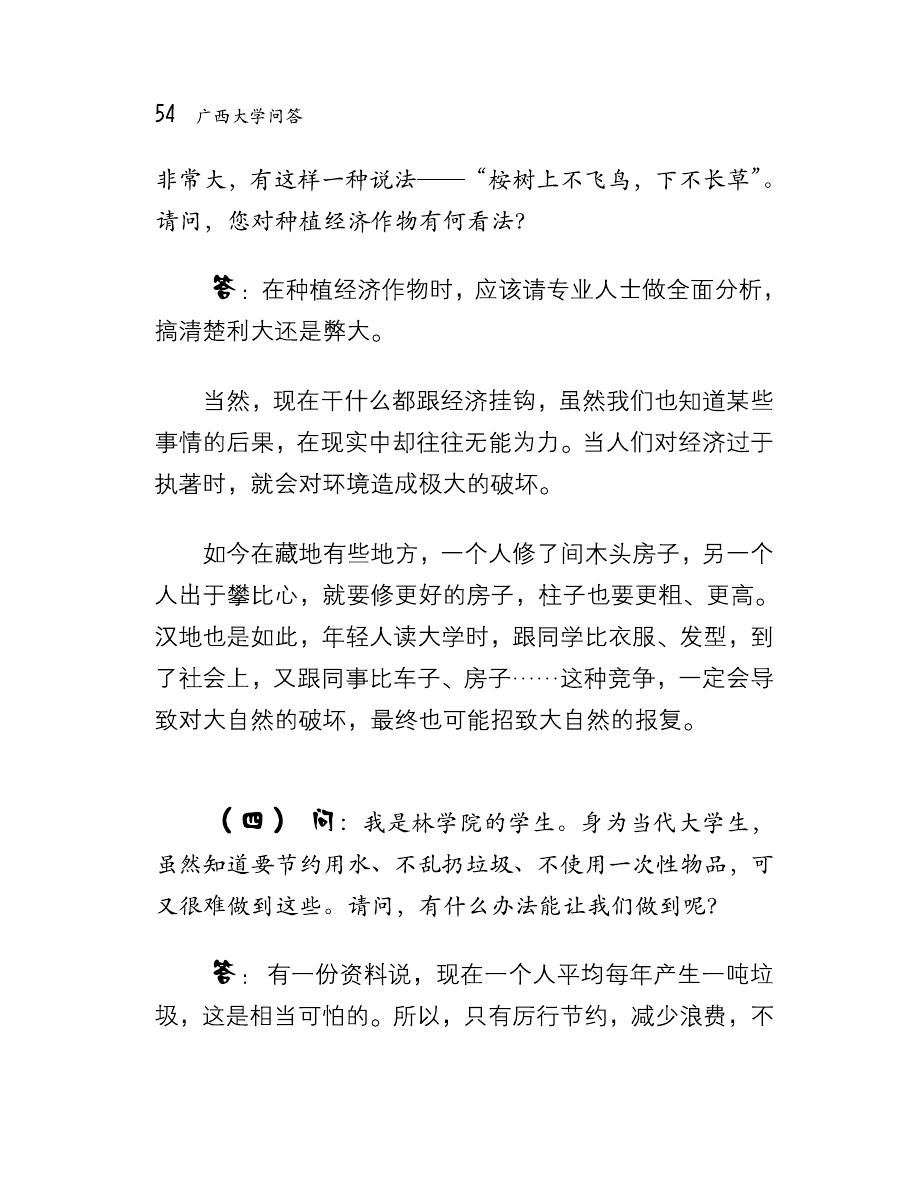 54 广西大学问答
非常大，有这样一种说法——“桉树上不飞鸟，下不长草”。
请问，您对种植经济作物有何看法？
答：在种植经济作物时，应该请专业人士做全面分析，
搞清楚利大还是弊大。
当然，现在干什么都跟经济挂钩，虽然我们也知道某些
事情的后果，在现实中却往往无能为力。当人们对经济过于
执著时，就会对环境造成极大的破坏。
如今在藏地有些地方，一个人修了间木头房子，另一个
人出于攀比心，就要修更好的房子，柱子也要更粗、更高。
汉地也是如此，年轻人读大学时，跟同学比衣服、发型，到
了社会上，又跟同事比车子、房子……这种竞争，一定会导
致对大自然的破坏，最终也可能招致大自然的报复。
（四） 问：我是林学院的学生。身为当代大学生，
虽然知道要节约用水、不乱扔垃圾、不使用一次性物品，可
又很难做到这些。请问，有什么办法能让我们做到呢？
答：有一份资料说，现在一个人平均每年产生一吨垃
圾，这是相当可怕的。所以，只有厉行节约，减少浪费，不